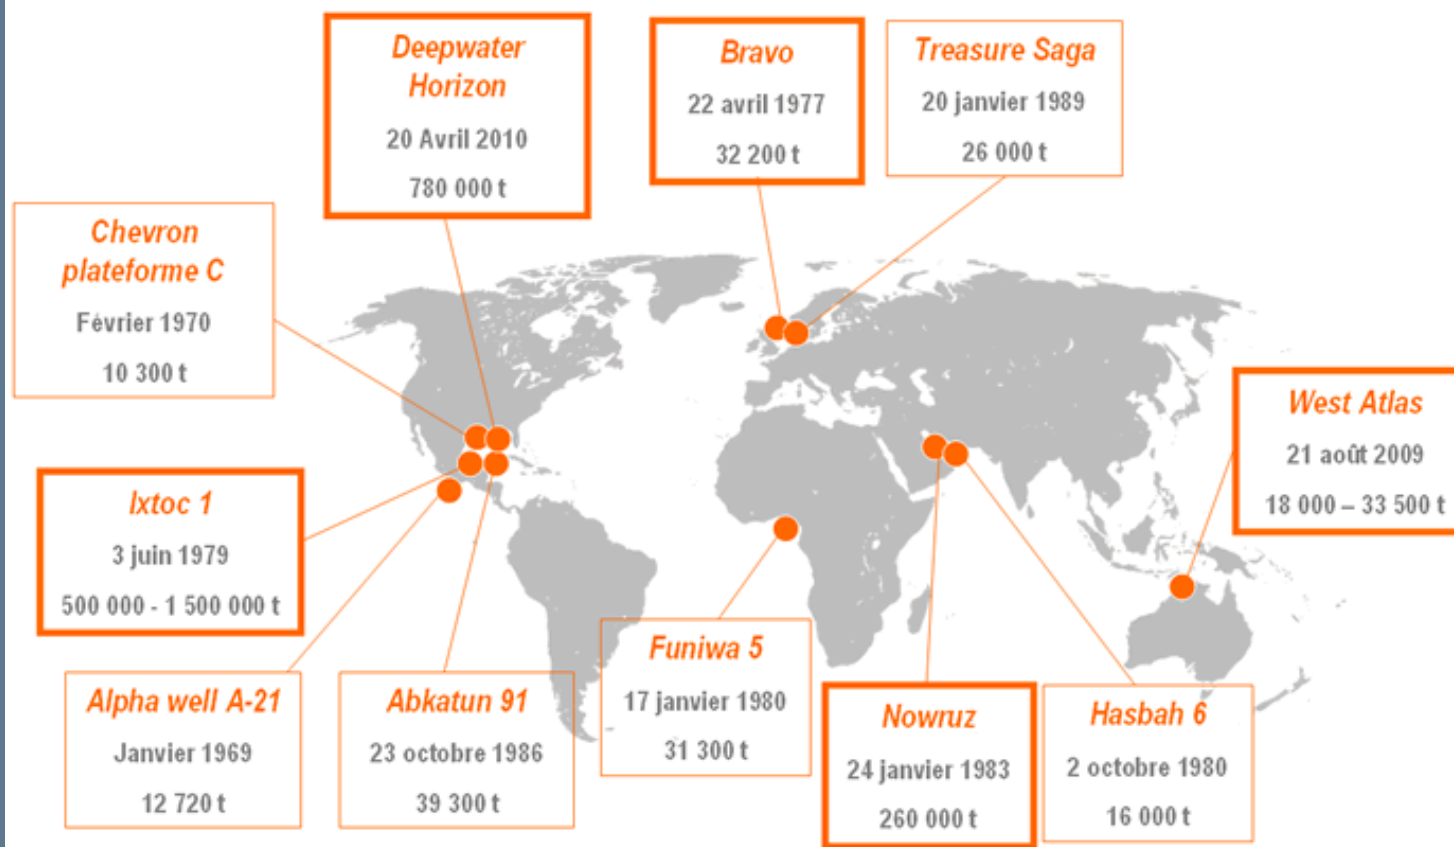 Deepwater
Horizon
20 Avril 2010
780 000 t
Bravo
22 avril 1977
32 200 t
Treasure Saga
20 janvier 1989
26 000 t
Chevron
plateforme C
Février 1970
10 300 t
West Atlas
21 août 2009
18 000 – 33 500 t
Ixtoc 1
3 juin 1979
500 000 - 1 500 000 t
Alpha well A-21
Janvier 1969
12 720 t
Abkatun 91
23 octobre 1986
39 300 t
Funiwa 5
17 janvier 1980
31 300 t
Nowruz
24 janvier 1983
260 000 t
Hasbah 6
2 octobre 1980
16 000 t